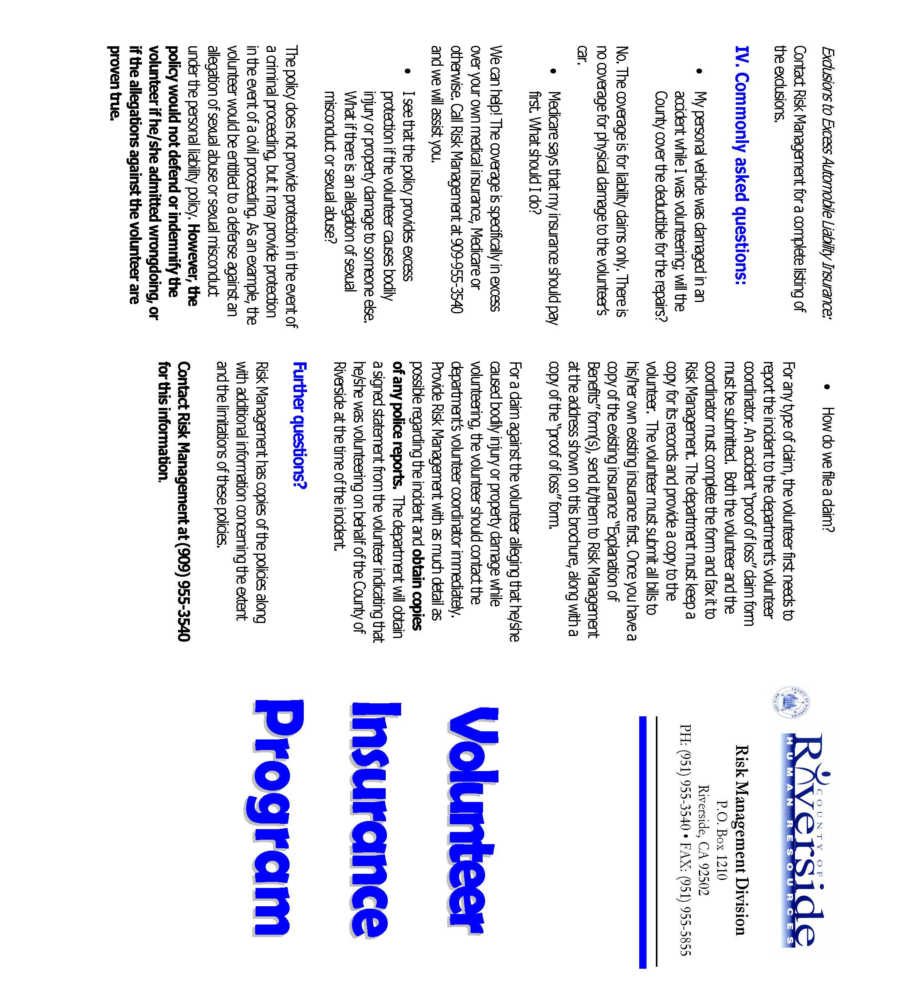 Exclusions to Excess Automobile Liability Insurance:
Contact Risk Management for a complete listing of
the exclusions.
IV. Commonly asked questions:
• My personal vehicle was damaged in an
accident while I was volunteering; will the
County cover the deductible for the repairs?
No. The coverage is for liability claims only. There is
no coverage for physical damage to the volunteer's
car.
• Medicare says that my insurance should pay
first. What should I do?
We can help! The coverage is specifically in excess
over your own medical insurance, Medicare or
otherwise. Call Risk Management at 909-955-3540
and we will assist you.
• I see that the policy provides excess
protection if the volunteer causes bodily
injury or property damage to someone else.
What if there is an allegation of sexual
misconduct or sexual abuse?
The policy does not provide protection in the event of
a criminal proceeding, but it may provide protection
in the event of a civil proceeding. As an example, the
volunteer would be entitled to a defense against an
allegation of sexual abuse or sexual misconduct
under the personal liability policy. However, the
policy would not defend or indemnify the
volunteer if he/she admitted wrongdoing, or
if the allegations against the volunteer are
proven true.
• How do we file a claim?
For any type of claim, the volunteer first needs to
report the incident to the department's volunteer
coordinator. An accident "proof of loss" claim form
must be submitted. Both the volunteer and the
coordinator must complete the form and fax it to
Risk Management. The department must keep a
copy for its records and provide a copy to the
volunteer. The volunteer must submit all bills to
his/her own existing insurance first. Once you have a
copy of the existing insurance "Explanation of
Benefits" form(s), send it/them to Risk Management
at the address shown on this brochure, along with a
copy of the "proof of loss" form.
For a claim against the volunteer alleging that he/she
caused bodily injury or property damage while
volunteering, the volunteer should contact the
department's volunteer coordinator immediately.
Provide Risk Management with as much detail as
possible regarding the incident and obtain copies
of any police reports. The department will obtain
a signed statement from the volunteer indicating that
he/she was volunteering on behalf of the County of
Riverside at the time of the incident.
Further questions?
Risk Management has copies of the policies along
with additional information concerning the extent
and the limitations of these policies.
Contact Risk Management at (909) 955-3540
for this information.
COUNTY OF
Riverside
HUMAN RESOURCES
Risk Management Division
P.O. Box 1210
Riverside, CA 92502
PH: (951) 955-3540 • FAX: (951) 955-5855
Volunteer
Insurance
Program